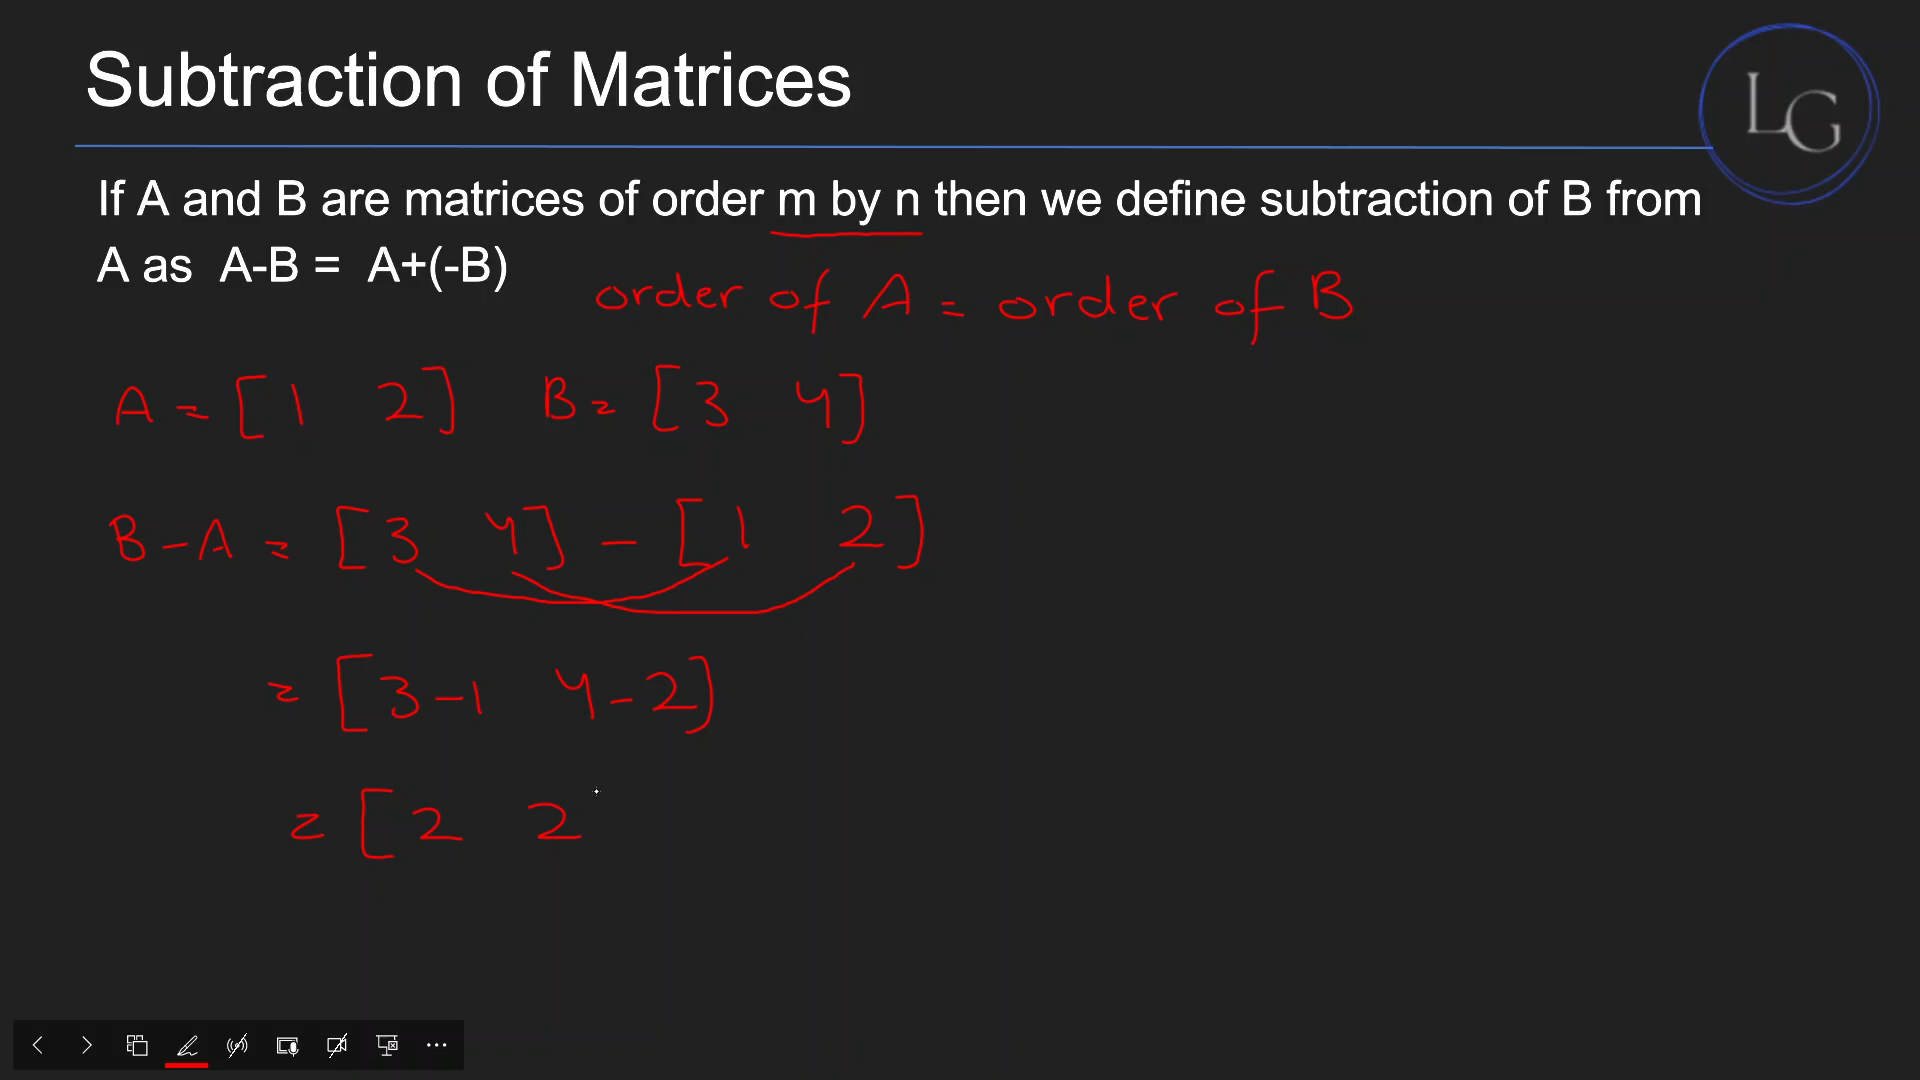 Subtraction of Matrices
LG
If A and B are matrices of order m by n then we define subtraction of B from
A as A-B = A+(-B)
order of A = order of B
A = [1 2] B = [3 4]
B - A = [3 4] - [1 2]
= [3-1 4-2]
= [2 2